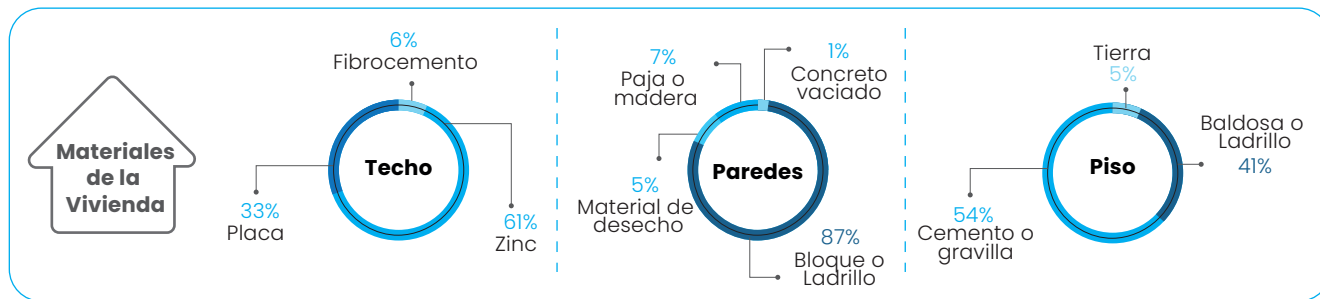 Materiales
de la
Vivienda
6%
Fibrocemento
Techo
33%
Placa
61%
Zinc
7%
Paja o
madera
1%
Concreto
vaciado
Paredes
5%
Material de
desecho
87%
Bloque o
Ladrillo
Tierra
5%
Baldosa o
Ladrillo
41%
Piso
54%
Cemento o
gravilla